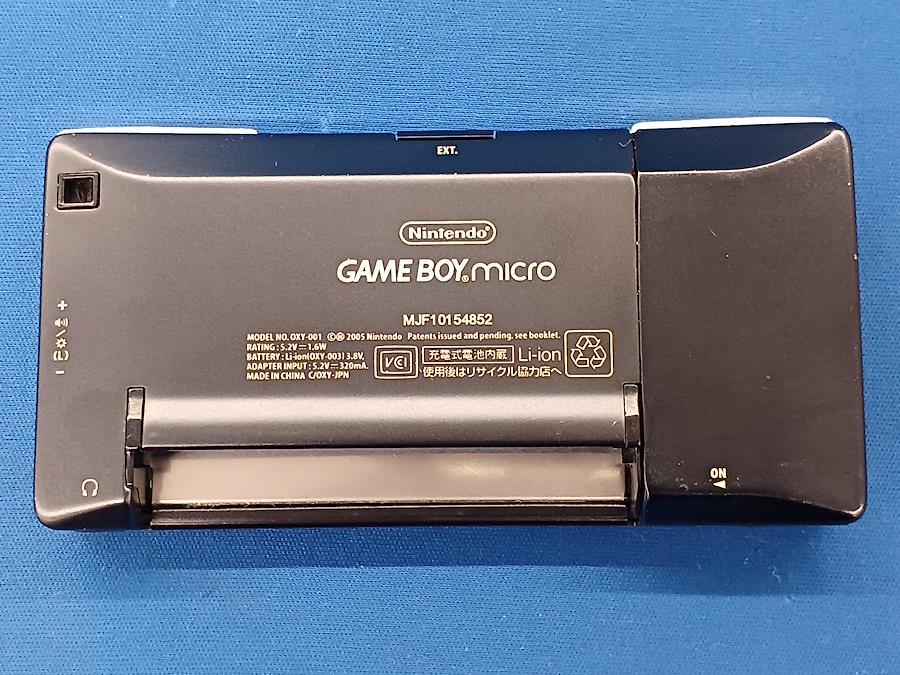 EXT.
Nintendo®
GAME BOY® micro
MJF10154852
MODEL NO. OXY-001 ©Ⓜ 2005 Nintendo Patents issued and pending, see booklet.
RATING : 5.2V⎓1.6W
BATTERY : Li-ion(OXY-003) 3.8V,
ADAPTER INPUT : 5.2V⎓320mA.
MADE IN CHINA C/OXY-JPN
VCI
充電式電池内蔵 Li-ion
使用後はリサイクル協力店へ
+
(L)
−
ON